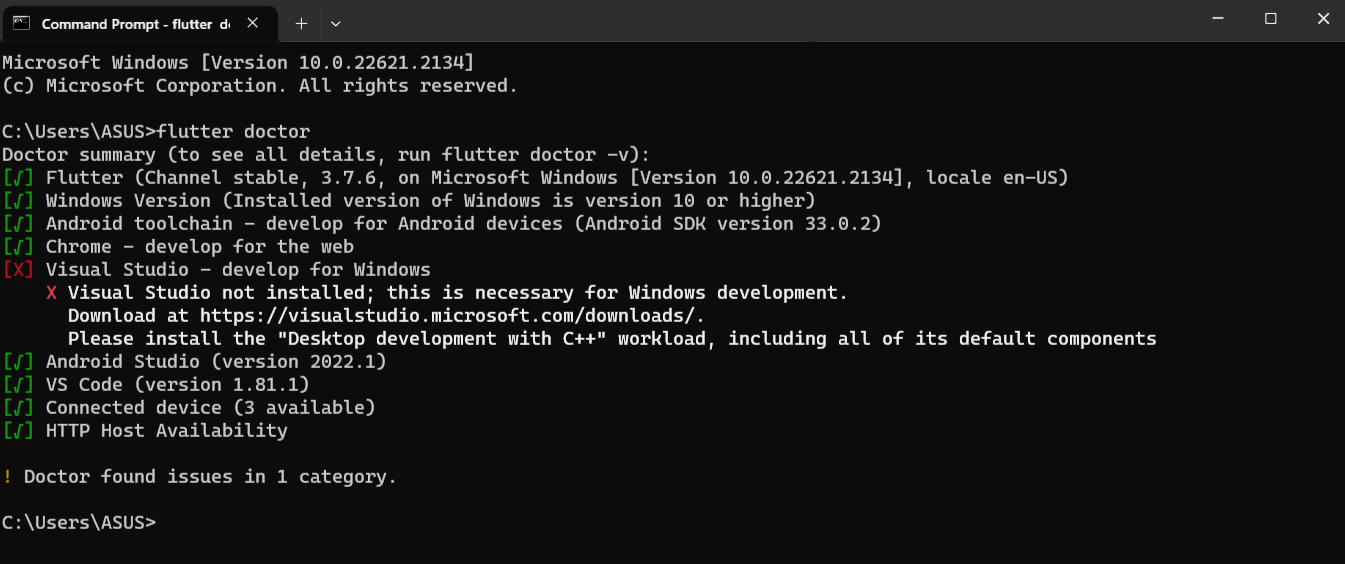 Command Prompt - flutter d
Microsoft Windows [Version 10.0.22621.2134]
(c) Microsoft Corporation. All rights reserved.
C:\Users\ASUS>flutter doctor
Doctor summary (to see all details, run flutter doctor -v):
[√] Flutter (Channel stable, 3.7.6, on Microsoft Windows [Version 10.0.22621.2134], locale en-US)
[√] Windows Version (Installed version of Windows is version 10 or higher)
[√] Android toolchain - develop for Android devices (Android SDK version 33.0.2)
[√] Chrome - develop for the web
[X] Visual Studio - develop for Windows
    X Visual Studio not installed; this is necessary for Windows development.
      Download at https://visualstudio.microsoft.com/downloads/.
      Please install the "Desktop development with C++" workload, including all of its default components
[√] Android Studio (version 2022.1)
[√] VS Code (version 1.81.1)
[√] Connected device (3 available)
[√] HTTP Host Availability
! Doctor found issues in 1 category.
C:\Users\ASUS>